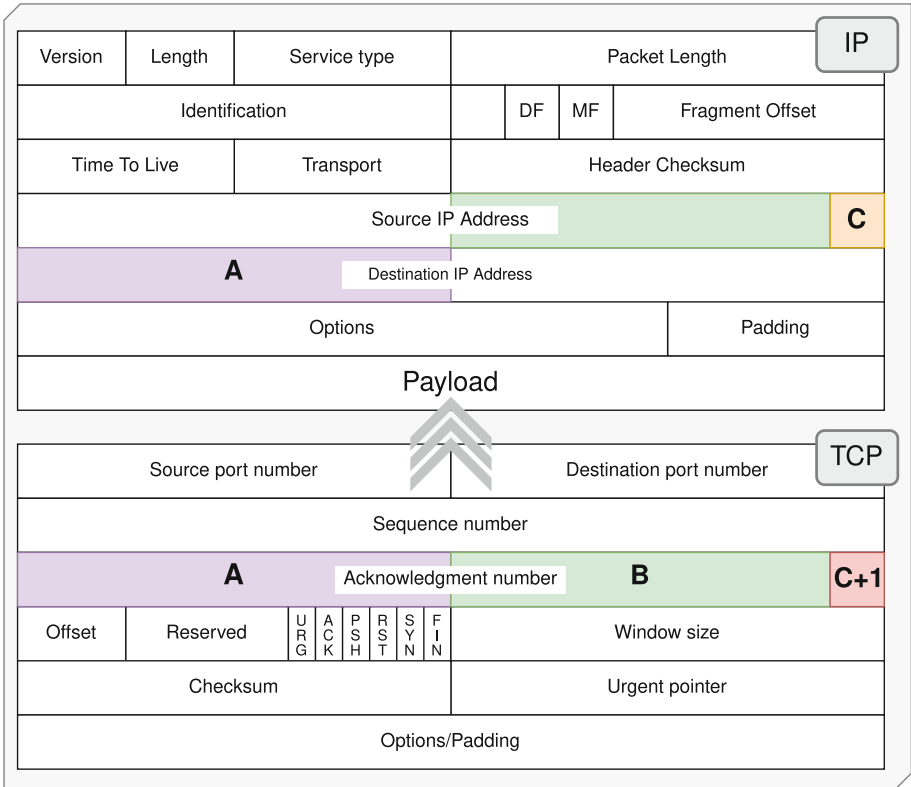 IP
Version Length Service type Packet Length
Identification DF MF Fragment Offset
Time To Live Transport Header Checksum
Source IP Address C
A Destination IP Address
Options Padding
Payload
TCP
Source port number Destination port number
Sequence number
A Acknowledgment number B C+1
Offset Reserved URG ACK PSH RST SYN FIN Window size
Checksum Urgent pointer
Options/Padding